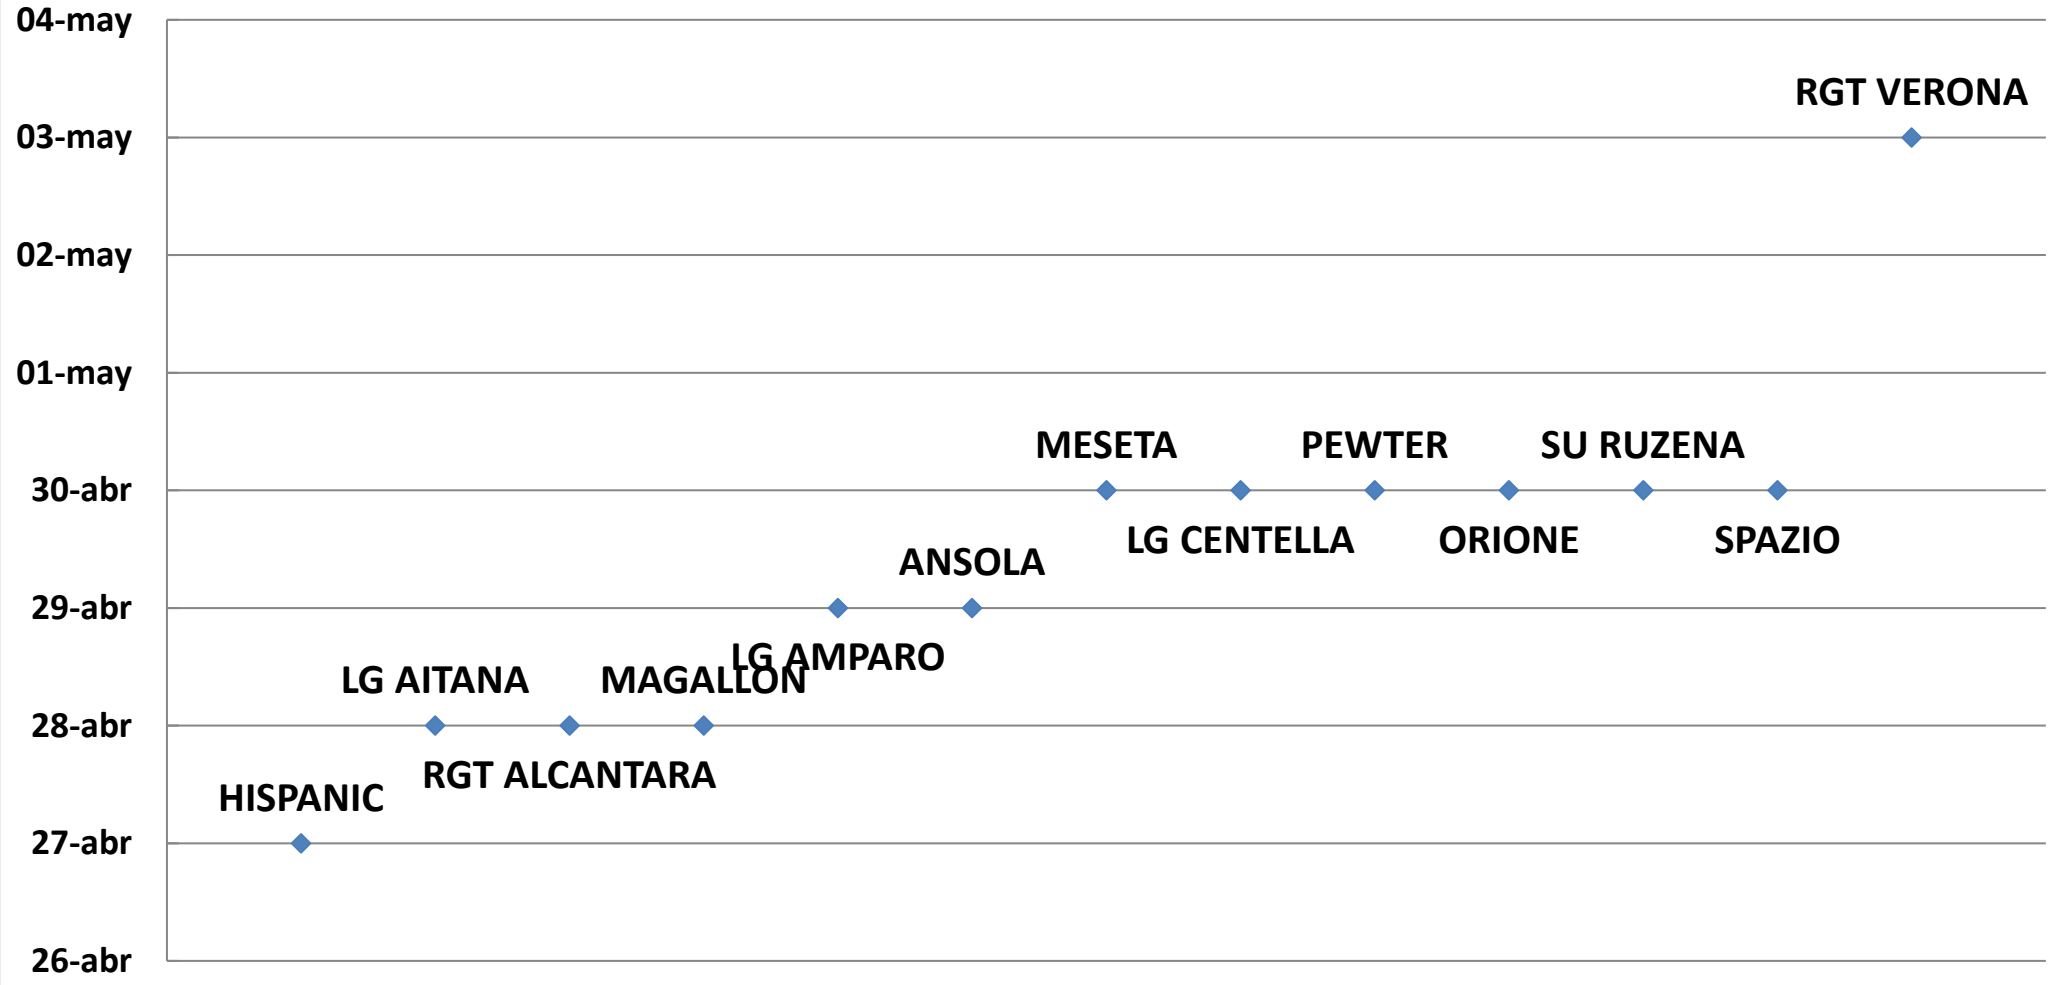 04-may
RGT VERONA
03-may
02-may
01-may
MESETA
PEWTER
SU RUZENA
30-abr
LG CENTELLA
ORIONE
SPAZIO
ANSOLA
29-abr
LG AMPARO
LG AITANA
MAGALLON
28-abr
RGT ALCANTARA
HISPANIC
27-abr
26-abr